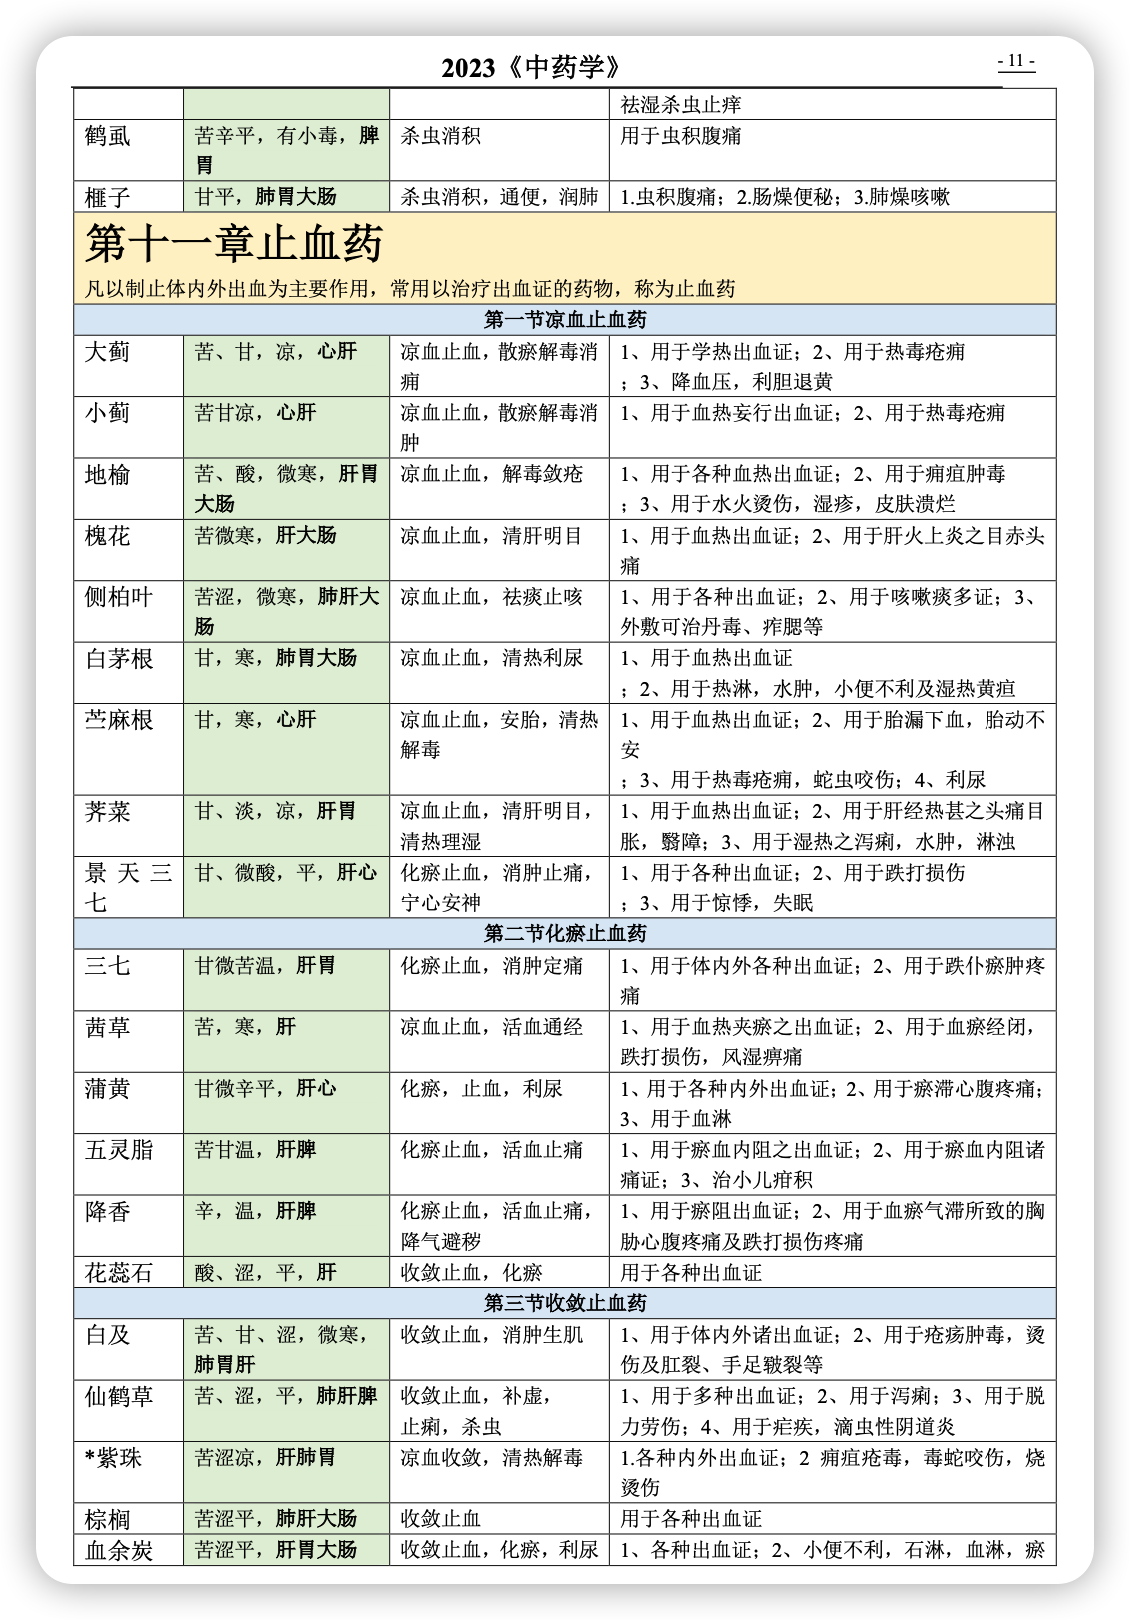 2023《中药学》
- 11 -
祛湿杀虫止痒
鹤虱 苦辛平，有小毒，脾 杀虫消积 用于虫积腹痛
胃
榧子 甘平，肺胃大肠 杀虫消积，通便，润肺 1.虫积腹痛；2.肠燥便秘；3.肺燥咳嗽
第十一章止血药
凡以制止体内外出血为主要作用，常用以治疗出血证的药物，称为止血药
第一节凉血止血药
大蓟 苦、甘，凉，心肝 凉血止血，散瘀解毒消 1、用于学热出血证；2、用于热毒疮痈
痈 ；3、降血压，利胆退黄
小蓟 苦甘凉，心肝 凉血止血，散瘀解毒消 1、用于血热妄行出血证；2、用于热毒疮痈
肿
地榆 苦、酸，微寒，肝胃 凉血止血，解毒敛疮 1、用于各种血热出血证；2、用于痈疽肿毒
大肠 ；3、用于水火烫伤，湿疹，皮肤溃烂
槐花 苦微寒，肝大肠 凉血止血，清肝明目 1、用于血热出血证；2、用于肝火上炎之目赤头
痛
侧柏叶 苦涩，微寒，肺肝大 凉血止血，祛痰止咳 1、用于各种出血证；2、用于咳嗽痰多证；3、
肠 外敷可治丹毒、痄腮等
白茅根 甘，寒，肺胃大肠 凉血止血，清热利尿 1、用于血热出血证
；2、用于热淋，水肿，小便不利及湿热黄疸
苎麻根 甘，寒，心肝 凉血止血，安胎，清热 1、用于血热出血证；2、用于胎漏下血，胎动不
解毒 安
；3、用于热毒疮痈，蛇虫咬伤；4、利尿
荠菜 甘、淡，凉，肝胃 凉血止血，清肝明目， 1、用于血热出血证；2、用于肝经热甚之头痛目
清热理湿 胀，翳障；3、用于湿热之泻痢，水肿，淋浊
景天三 甘、微酸，平，肝心 化瘀止血，消肿止痛， 1、用于各种出血证；2、用于跌打损伤
七 宁心安神 ；3、用于惊悸，失眠
第二节化瘀止血药
三七 甘微苦温，肝胃 化瘀止血，消肿定痛 1、用于体内外各种出血证；2、用于跌仆瘀肿疼
痛
茜草 苦，寒，肝 凉血止血，活血通经 1、用于血热夹瘀之出血证；2、用于血瘀经闭，
跌打损伤，风湿痹痛
蒲黄 甘微辛平，肝心 化瘀，止血，利尿 1、用于各种内外出血证；2、用于瘀滞心腹疼痛；
3、用于血淋
五灵脂 苦甘温，肝脾 化瘀止血，活血止痛 1、用于瘀血内阻之出血证；2、用于瘀血内阻诸
痛证；3、治小儿疳积
降香 辛，温，肝脾 化瘀止血，活血止痛， 1、用于瘀阻出血证；2、用于血瘀气滞所致的胸
降气避秽 胁心腹疼痛及跌打损伤疼痛
花蕊石 酸、涩，平，肝 收敛止血，化瘀 用于各种出血证
第三节收敛止血药
白及 苦、甘、涩，微寒， 收敛止血，消肿生肌 1、用于体内外诸出血证；2、用于疮疡肿毒，烫
肺胃肝 伤及肛裂、手足皲裂等
仙鹤草 苦、涩，平，肺肝脾 收敛止血，补虚， 1、用于多种出血证；2、用于泻痢；3、用于脱
止痢，杀虫 力劳伤；4、用于疟疾，滴虫性阴道炎
*紫珠 苦涩凉，肝肺胃 凉血收敛，清热解毒 1.各种内外出血证；2 痈疽疮毒，毒蛇咬伤，烧
烫伤
棕榈 苦涩平，肺肝大肠 收敛止血 用于各种出血证
血余炭 苦涩平，肝胃大肠 收敛止血，化瘀，利尿 1、各种出血证；2、小便不利，石淋，血淋，瘀